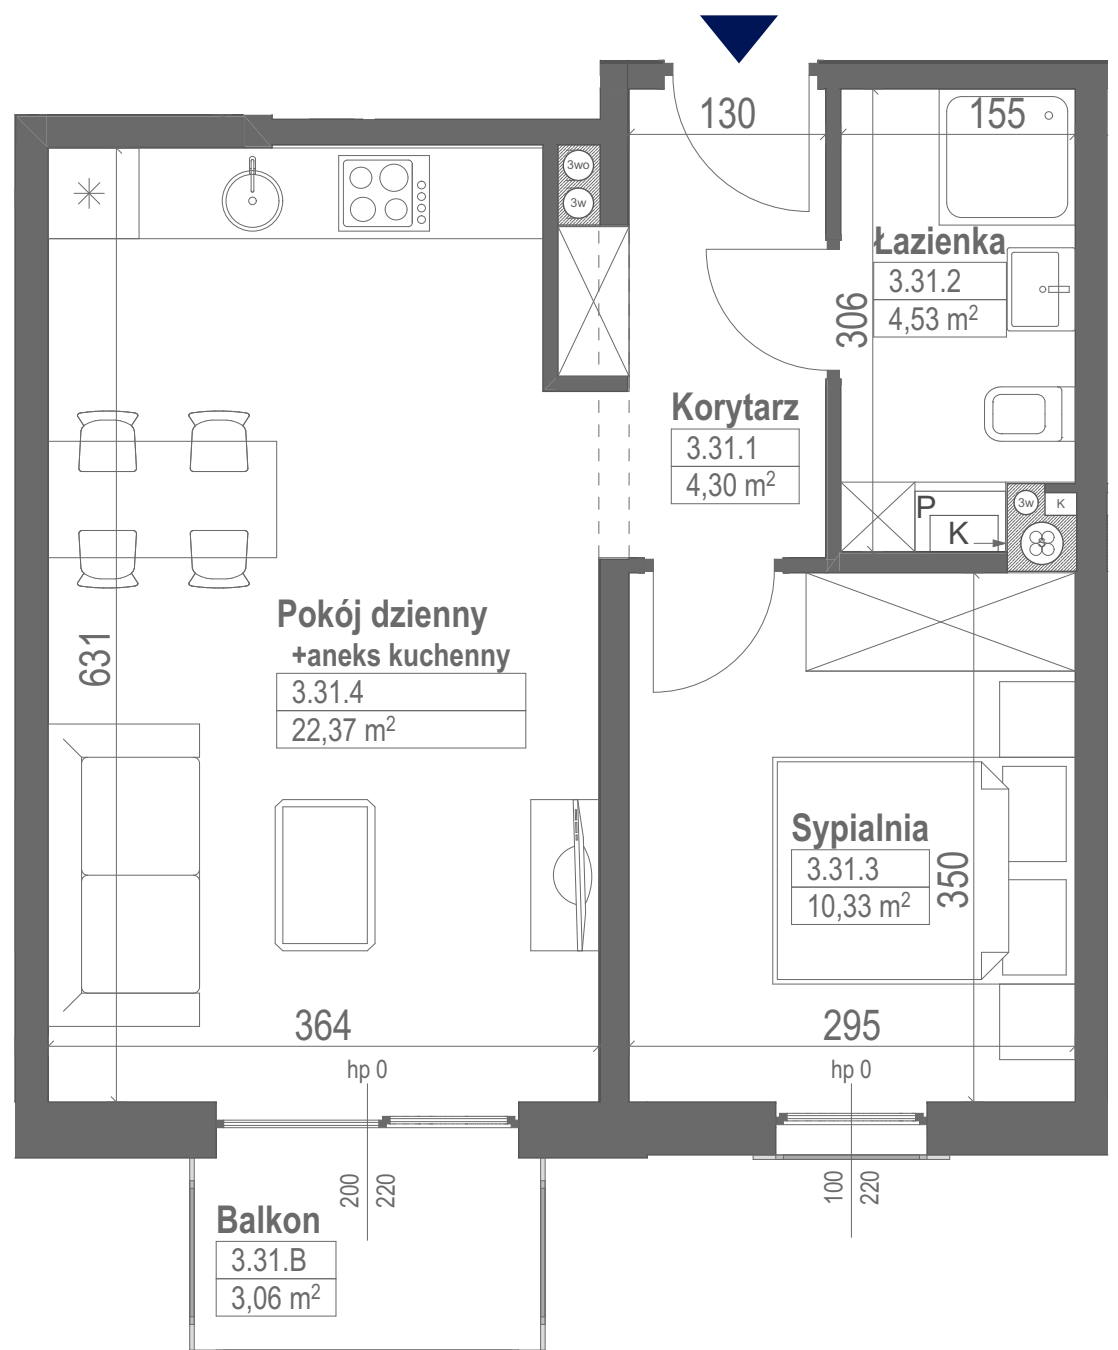 130
155
3wo
3w
Łazienka
3.31.2
4,53 m²
306
Korytarz
3.31.1
4,30 m²
P
K
3w
K
S
Pokój dzienny
+aneks kuchenny
3.31.4
22,37 m²
631
Sypialnia
3.31.3
10,33 m²
350
364
295
hp 0
hp 0
200
220
100
220
Balkon
3.31.B
3,06 m²